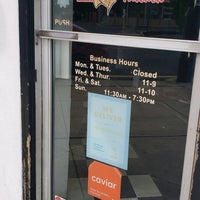 PUSH
Business Hours
Mon. & Tues. Closed
Wed. & Thur. 11-9
Fri. & Sat. 11-10
Sun. 11:30AM - 7:30PM
WE
DELIVER
caviar